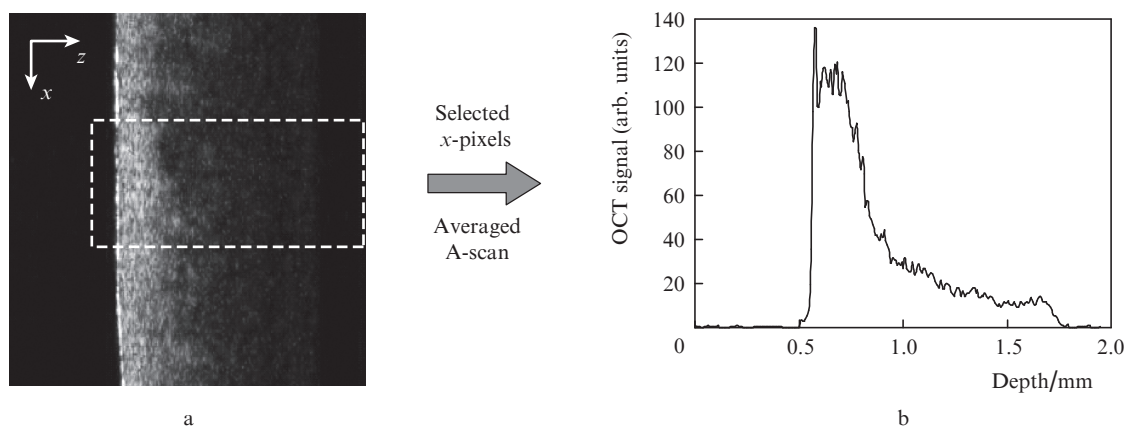 z
x
Selected
x-pixels
Averaged
A-scan
OCT signal (arb. units)
140
120
100
80
60
40
20
0
0.5
1.0
1.5
2.0
Depth/mm
a
b